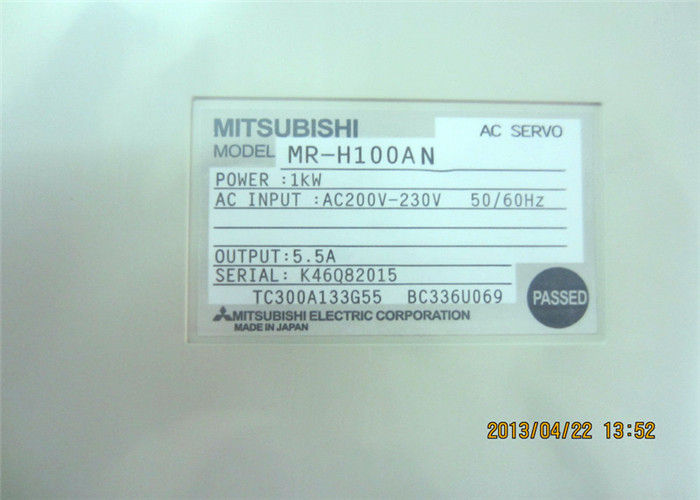 MITSUBISHI AC SERVO
MODEL MR-H100AN
POWER :1kW
AC INPUT :AC200V-230V 50/60Hz
OUTPUT:5.5A
SERIAL: K46Q82015
TC300A133G55 BC336U069
PASSED
MITSUBISHI ELECTRIC CORPORATION
MADE IN JAPAN
2013/04/22 13:52